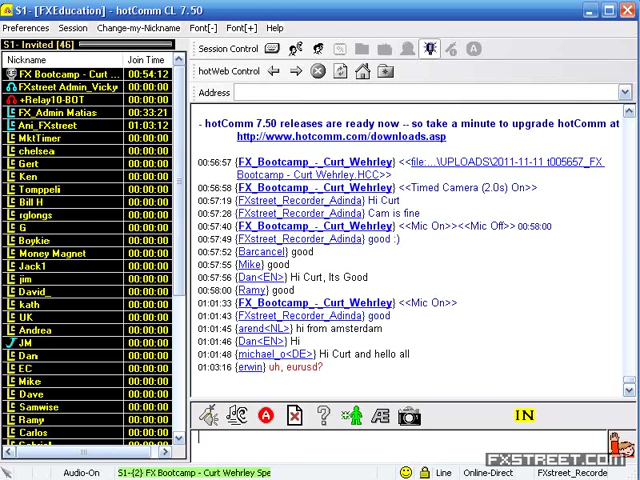 S1- [FXEducation] - hotComm CL 7.50
Preferences Session Change-my-Nickname Font[-] Font[+] Help
S1- Invited [46]
Nickname Join Time
FX Bootcamp - Curt ... 00:54:12
FXstreet Admin_Vicky 00:00:00
+Relay10-BOT 00:00:00
FX_Admin Matias 00:33:21
Ani_FXstreet 01:03:12
MktTimer 00:00:00
chelsea 00:00:00
Gert 00:00:00
Ken 00:00:00
Tomppeli 00:00:00
Bill H 00:00:00
rglongs 00:00:00
G 00:00:00
Boykie 00:00:00
Money Magnet 00:00:00
Jack1 00:00:00
jim 00:00:00
David_ 00:00:00
kath 00:00:00
UK 00:00:00
Andrea 00:00:00
JM 00:00:00
Dan 00:00:00
EC 00:00:00
Mike 00:00:00
Dave 00:00:00
Samwise 00:00:00
Ramy 00:00:00
Carlos 00:00:00
Session Control
hotWeb Control
Address
- hotComm 7.50 releases are ready now -- so take a minute to upgrade hotComm at
http://www.hotcomm.com/downloads.asp
00:56:57 {FX_Bootcamp_-_Curt_Wehrley} <<file:...\UPLOADS\2011-11-11 t005657_FX
Bootcamp - Curt Wehrley.HCC>>
00:56:58 {FX_Bootcamp_-_Curt_Wehrley} <<Timed Camera (2.0s) On>>
00:57:19 {FXstreet_Recorder_Adinda} Hi Curt
00:57:28 {FXstreet_Recorder_Adinda} Cam is fine
00:57:40 {FX_Bootcamp_-_Curt_Wehrley} <<Mic On>><<Mic Off>> 00:58:00
00:57:49 {FXstreet_Recorder_Adinda} good :)
00:57:52 {Barcancel} good
00:57:55 {Mike} good
00:57:56 {Dan<EN>} Hi Curt, Its Good
00:58:00 {Ramy} good
01:01:33 {FX_Bootcamp_-_Curt_Wehrley} <<Mic On>>
01:01:43 {FXstreet_Recorder_Adinda} good
01:01:45 {arend<NL>} hi from amsterdam
01:01:46 {Dan<EN>} Hi
01:01:48 {michael_o<DE>} Hi Curt and hello all
01:03:16 {erwin} uh, eurusd?
IN
FXSTREET.COM
Audio-On S1-{2} FX Bootcamp - Curt Wehrley Spe Line Online-Direct FXstreet_Recorde